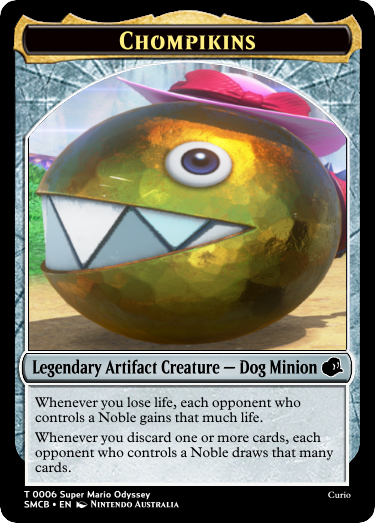 Chompikins
Legendary Artifact Creature — Dog Minion
Whenever you lose life, each opponent who
controls a Noble gains that much life.
Whenever you discard one or more cards, each
opponent who controls a Noble draws that many
cards.
T 0006 Super Mario Odyssey
SMCB • EN Nintendo Australia
Curio